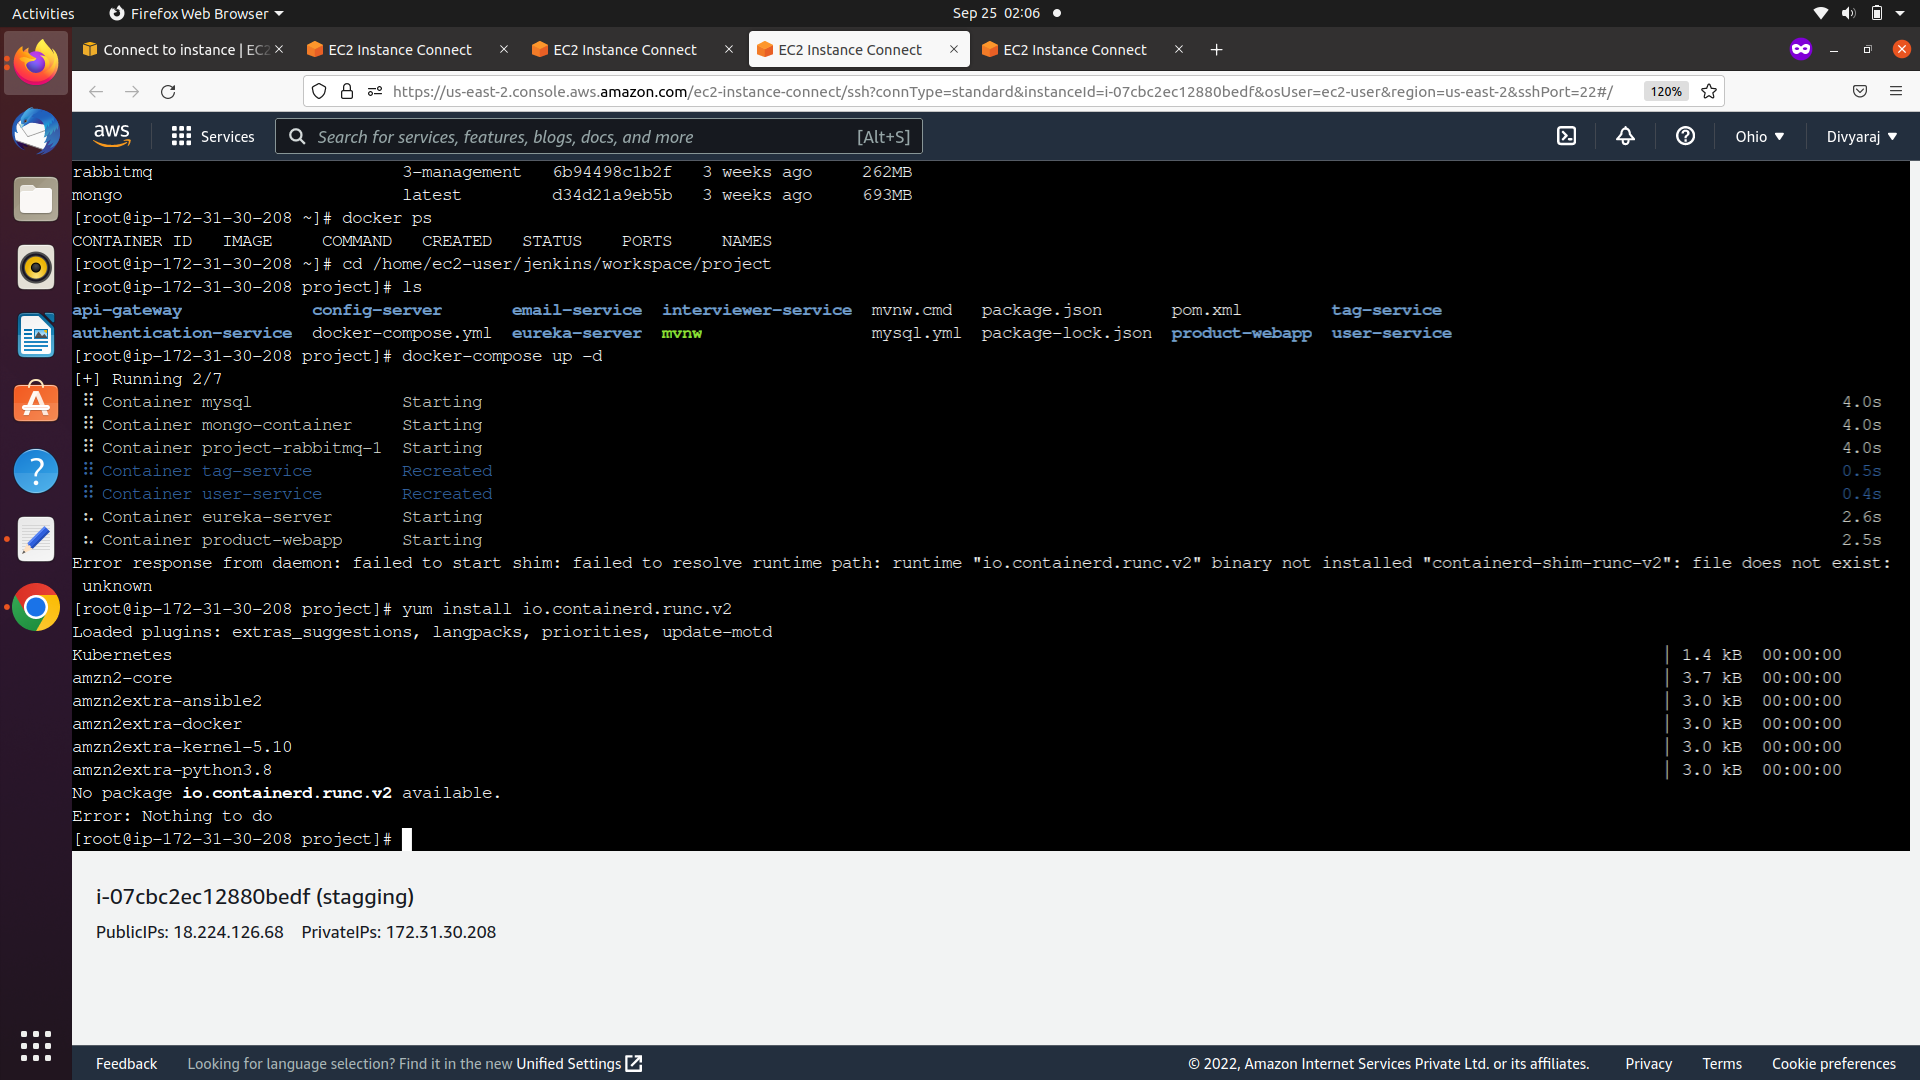 Activities
Firefox Web Browser
Sep 25 02:06
Connect to instance | EC2
EC2 Instance Connect
EC2 Instance Connect
EC2 Instance Connect
EC2 Instance Connect
https://us-east-2.console.aws.amazon.com/ec2-instance-connect/ssh?connType=standard&instanceId=i-07cbc2ec12880bedf&osUser=ec2-user&region=us-east-2&sshPort=22#/
120%
aws
Services
Search for services, features, blogs, docs, and more
[Alt+S]
Ohio
Divyaraj
rabbitmq 3-management 6b94498c1b2f 3 weeks ago 262MB
mongo latest d34d21a9eb5b 3 weeks ago 693MB
[root@ip-172-31-30-208 ~]# docker ps
CONTAINER ID IMAGE COMMAND CREATED STATUS PORTS NAMES
[root@ip-172-31-30-208 ~]# cd /home/ec2-user/jenkins/workspace/project
[root@ip-172-31-30-208 project]# ls
api-gateway config-server email-service interviewer-service mvnw.cmd package.json pom.xml tag-service
authentication-service docker-compose.yml eureka-server mvnw mysql.yml package-lock.json product-webapp user-service
[root@ip-172-31-30-208 project]# docker-compose up -d
[+] Running 2/7
⠿ Container mysql Starting 4.0s
⠿ Container mongo-container Starting 4.0s
⠿ Container project-rabbitmq-1 Starting 4.0s
⠿ Container tag-service Recreated 0.5s
⠿ Container user-service Recreated 0.4s
⠦ Container eureka-server Starting 2.6s
⠦ Container product-webapp Starting 2.5s
Error response from daemon: failed to start shim: failed to resolve runtime path: runtime "io.containerd.runc.v2" binary not installed "containerd-shim-runc-v2": file does not exist:
unknown
[root@ip-172-31-30-208 project]# yum install io.containerd.runc.v2
Loaded plugins: extras_suggestions, langpacks, priorities, update-motd
Kubernetes | 1.4 kB 00:00:00
amzn2-core | 3.7 kB 00:00:00
amzn2extra-ansible2 | 3.0 kB 00:00:00
amzn2extra-docker | 3.0 kB 00:00:00
amzn2extra-kernel-5.10 | 3.0 kB 00:00:00
amzn2extra-python3.8 | 3.0 kB 00:00:00
No package io.containerd.runc.v2 available.
Error: Nothing to do
[root@ip-172-31-30-208 project]#
i-07cbc2ec12880bedf (stagging)
PublicIPs: 18.224.126.68 PrivateIPs: 172.31.30.208
Feedback
Looking for language selection? Find it in the new Unified Settings
© 2022, Amazon Internet Services Private Ltd. or its affiliates.
Privacy
Terms
Cookie preferences